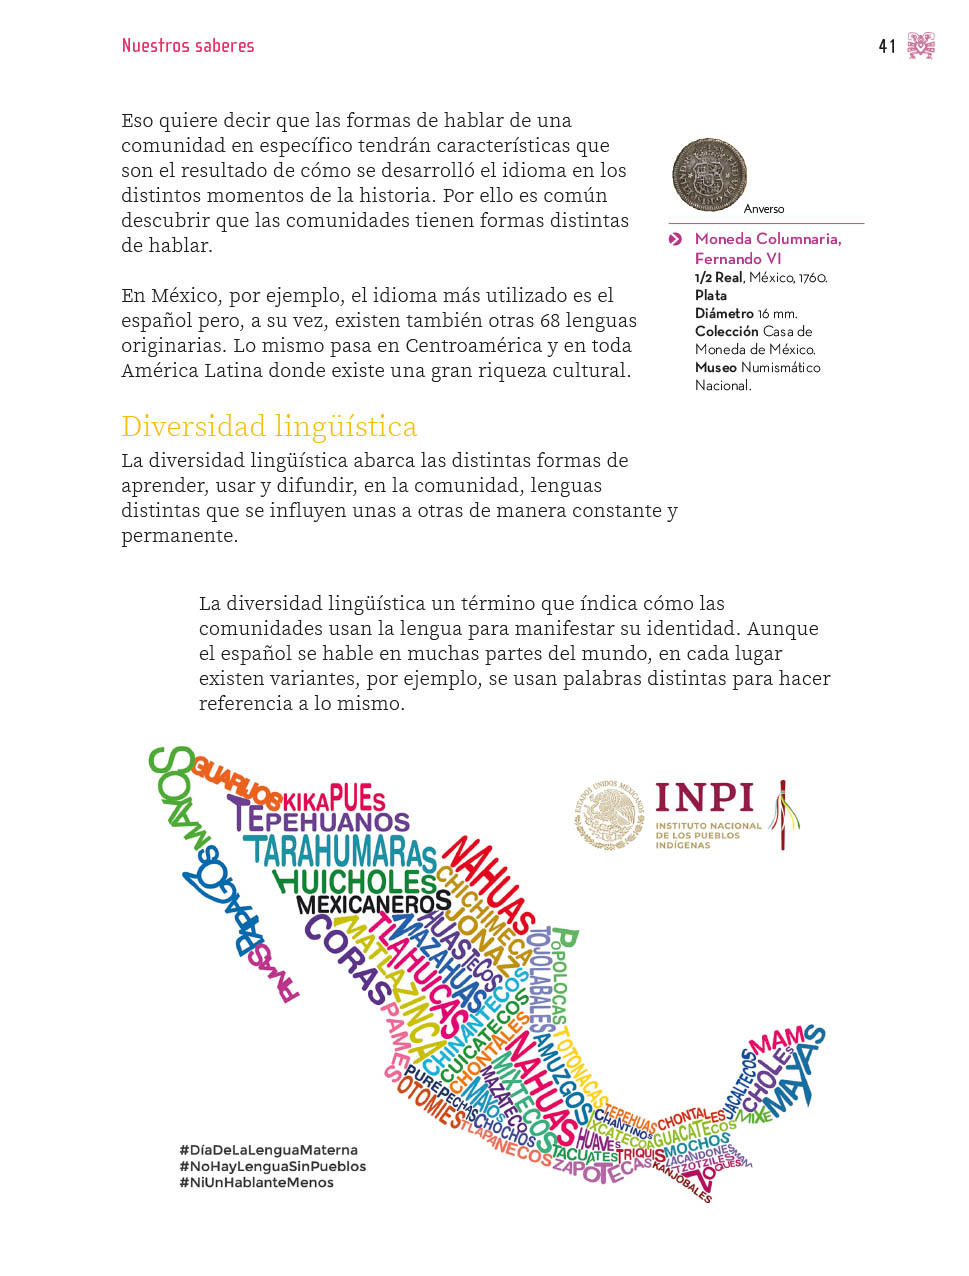 Nuestros saberes
41
Eso quiere decir que las formas de hablar de una
comunidad en específico tendrán características que
son el resultado de cómo se desarrolló el idioma en los
distintos momentos de la historia. Por ello es común
descubrir que las comunidades tienen formas distintas
de hablar.
En México, por ejemplo, el idioma más utilizado es el
español pero, a su vez, existen también otras 68 lenguas
originarias. Lo mismo pasa en Centroamérica y en toda
América Latina donde existe una gran riqueza cultural.
Anverso
Moneda Columnaria,
Fernando VI
1/2 Real, México, 1760.
Plata
Diámetro 16 mm.
Colección Casa de
Moneda de México.
Museo Numismático
Nacional.
Diversidad lingüística
La diversidad lingüística abarca las distintas formas de
aprender, usar y difundir, en la comunidad, lenguas
distintas que se influyen unas a otras de manera constante y
permanente.
La diversidad lingüística un término que índica cómo las
comunidades usan la lengua para manifestar su identidad. Aunque
el español se hable en muchas partes del mundo, en cada lugar
existen variantes, por ejemplo, se usan palabras distintas para hacer
referencia a lo mismo.
ESTADOS UNIDOS MEXICANOS
INPI
INSTITUTO NACIONAL
DE LOS PUEBLOS
INDÍGENAS
GUARIJIOS
MAYOS
PAPAGOS
PIMAS
KIKAPUES
TEPEHUANOS
TARAHUMARAS
HUICHOLES
MEXICANEROS
NAHUAS
CHICHIMECA
JONAZ
HUASTECOS
MAZAHUAS
TLAHUICAS
MATLAZINCA
CORAS
PAMES
TOJOLABALES
POPOLOCAS
CHINANTECOS
CUICATECOS
CHONTALES
TOTONACAS
AMUZGOS
NAHUAS
MIXTECOS
MAZATECO
MAYOS
PURÉPECHAS
OTOMIES
TLAPANECOS
CHOCHOS
TEPEHUAS
CHANTINOS
IXCATECO
HUAVES
TACUATES
TRIQUIS
ZAPOTECAS
CHONTALES
GUACATECOS
MOCHOS
LACANDONES
TZOTZILES
ZOQUES
KANJOBALES
JACALTECOS
MIXE
CHOLES
MAM
MAYAS
#DíaDeLaLenguaMaterna
#NoHayLenguaSinPueblos
#NiUnHablanteMenos